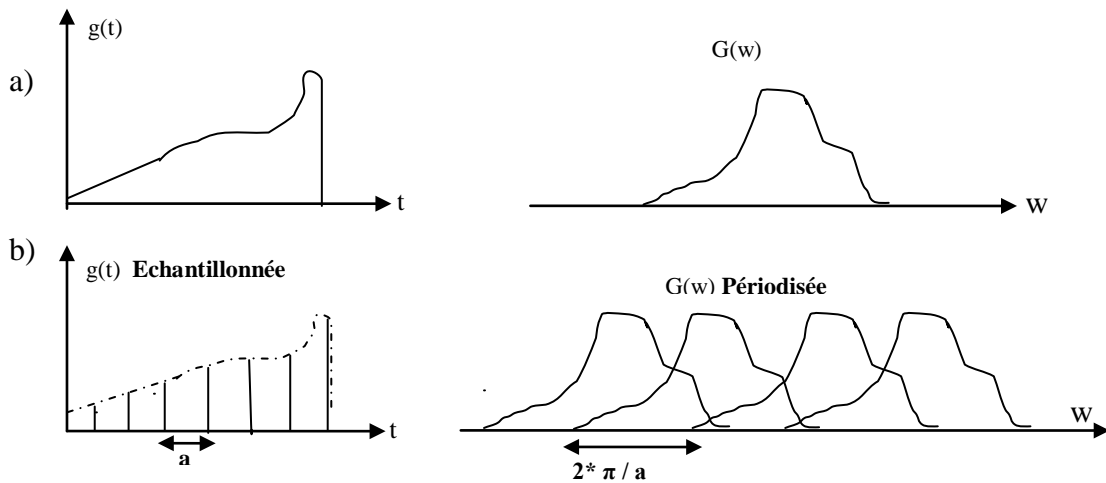 g(t)
G(w)
a)
t
w
b)
g(t) Echantillonnée
G(w) Périodisée
t
w
a
2* π / a